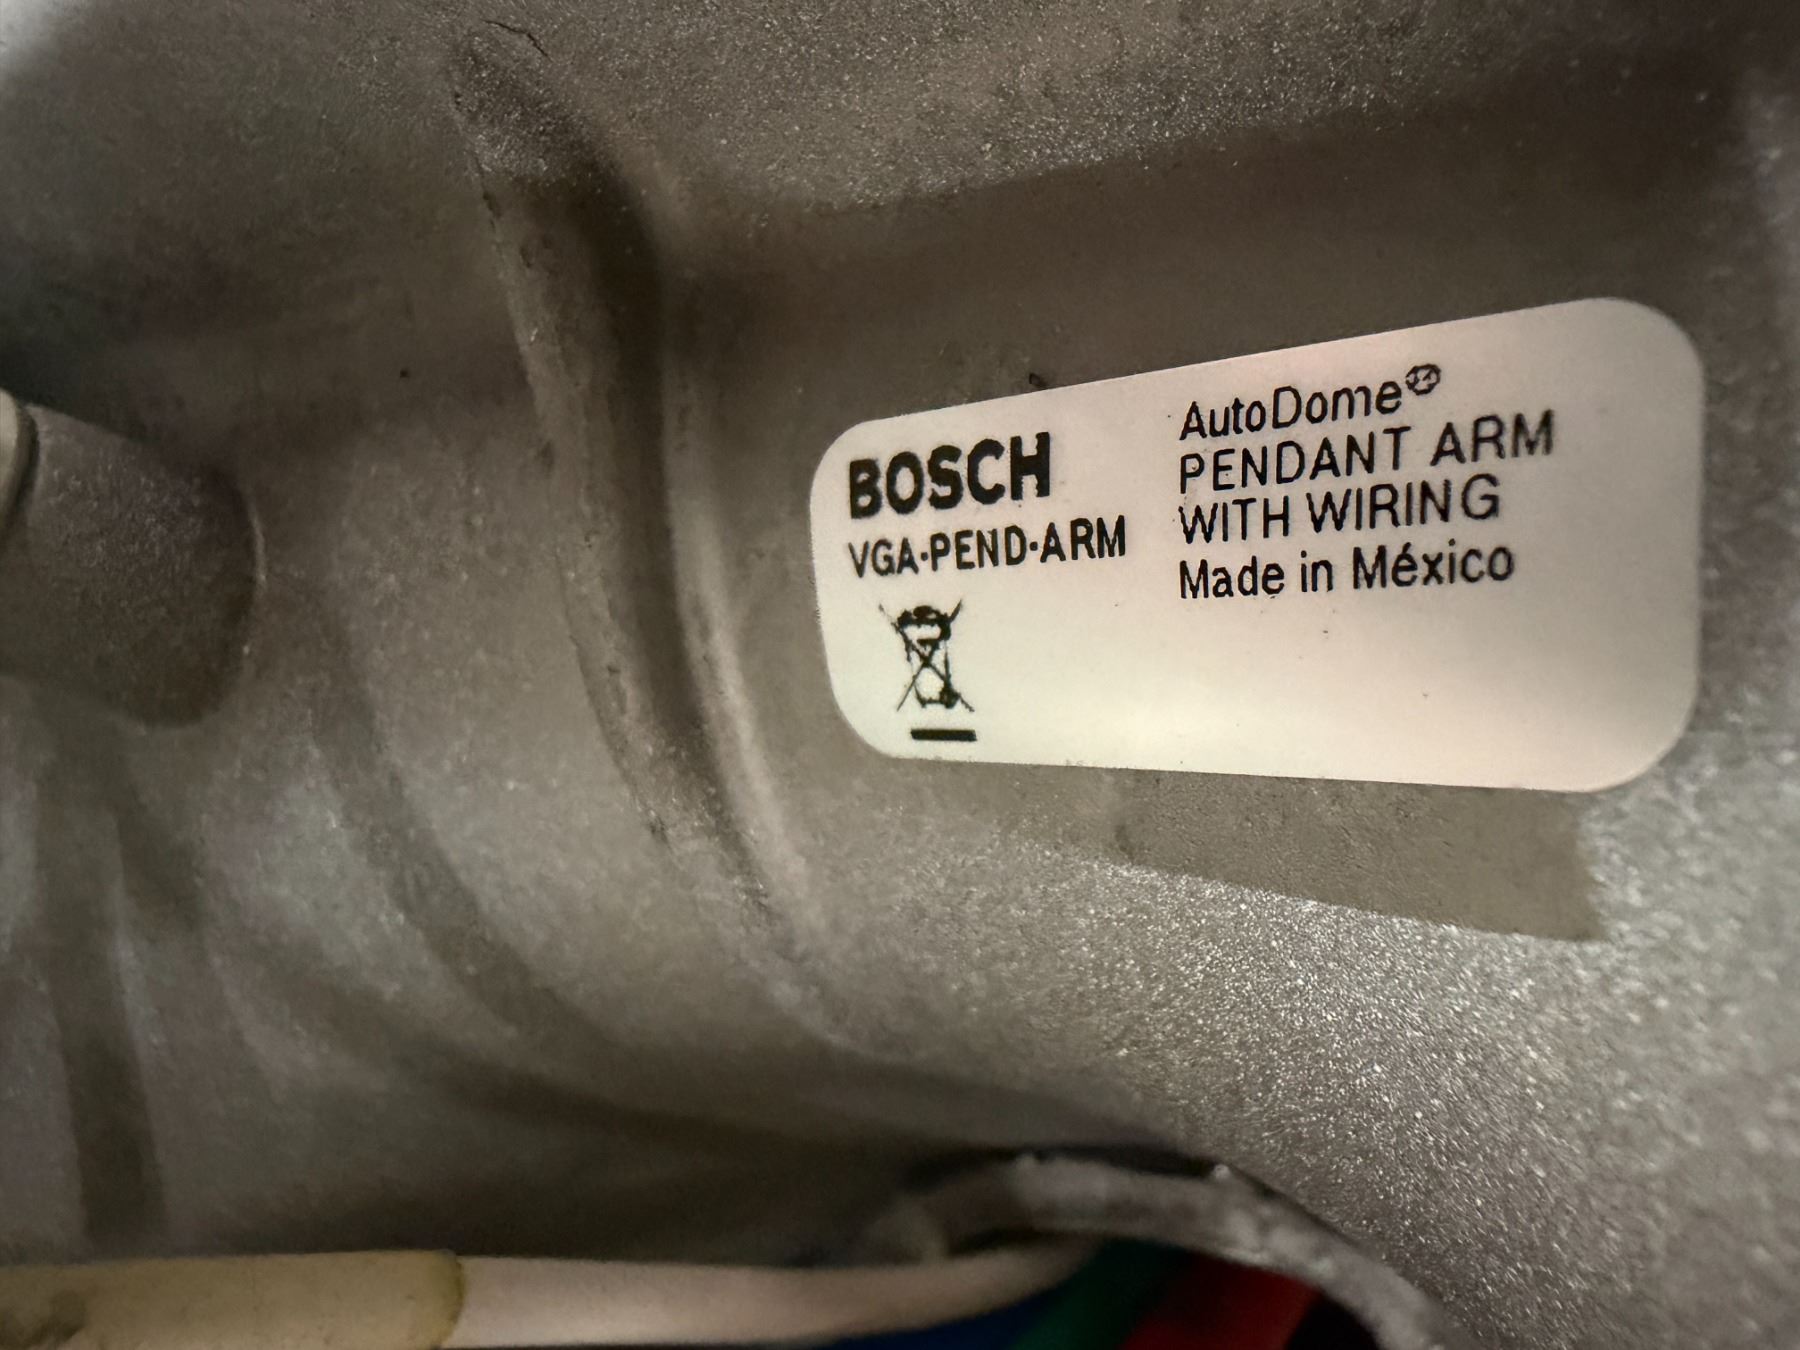 BOSCH
VGA-PEND-ARM
AutoDome®
PENDANT ARM
WITH WIRING
Made in México